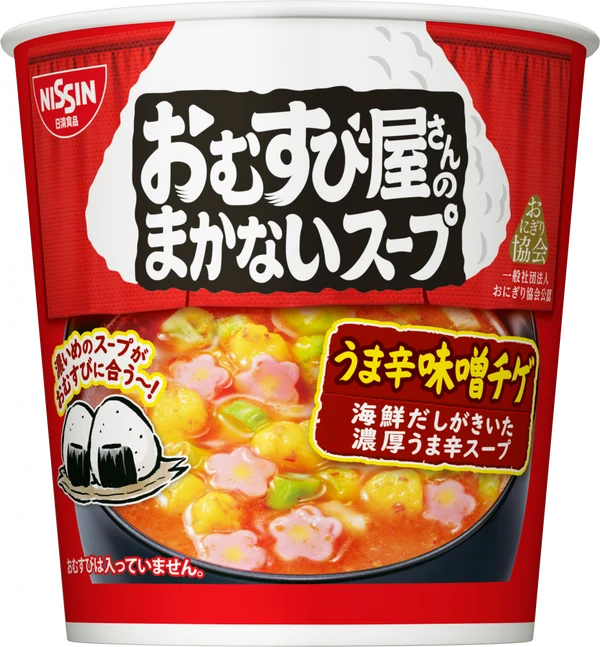 NISSIN
日清食品
おむすび屋さんの
まかないスープ
おにぎり協会
一般社団法人
おにぎり協会公認
濃いめのスープが
おむすびに合う〜!
うま辛味噌チゲ
海鮮だしがきいた
濃厚うま辛スープ
おむすびは入っていません。